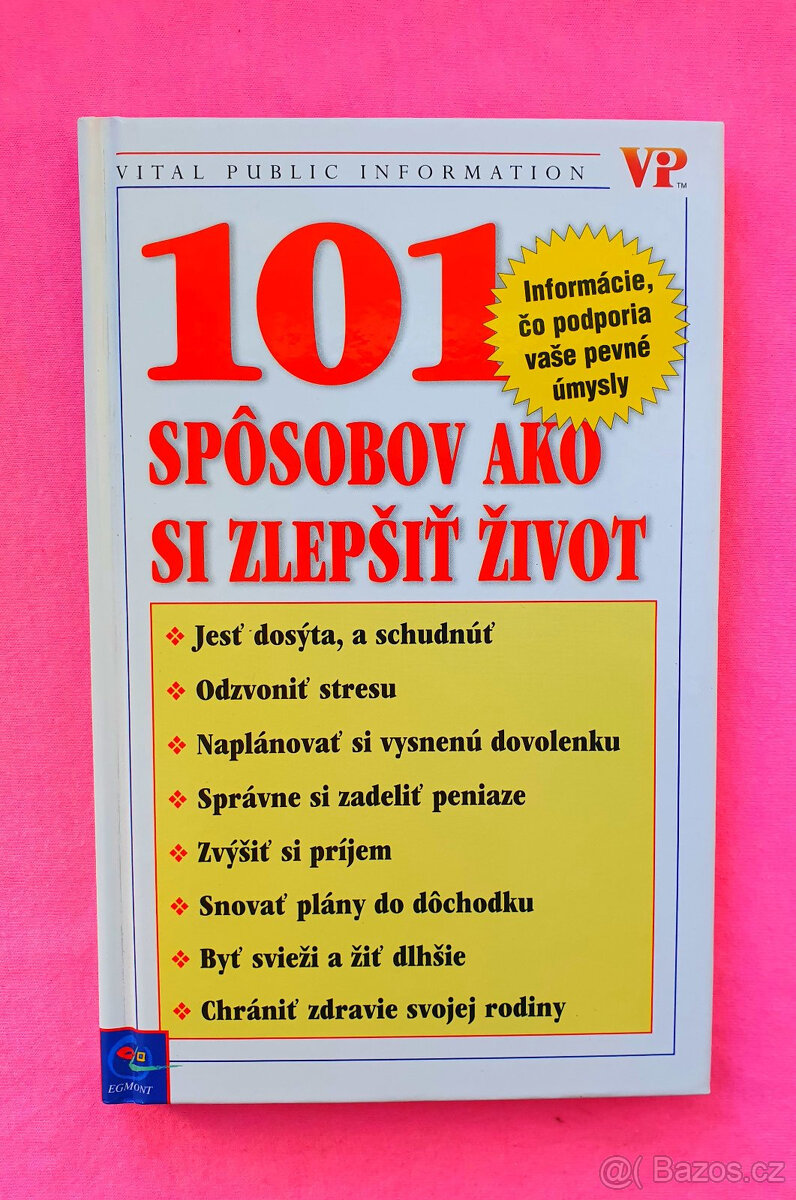 VITAL PUBLIC INFORMATION
VIP™
101
Informácie,
čo podporia
vaše pevné
úmysly
SPÔSOBOV AKO
SI ZLEPŠIŤ ŽIVOT
❖ Jesť dosýta, a schudnúť
❖ Odzvoniť stresu
❖ Naplánovať si vysnenú dovolenku
❖ Správne si zadeliť peniaze
❖ Zvýšiť si príjem
❖ Snovať plány do dôchodku
❖ Byť svieži a žiť dlhšie
❖ Chrániť zdravie svojej rodiny
EGMONT
@( Bazos.cz